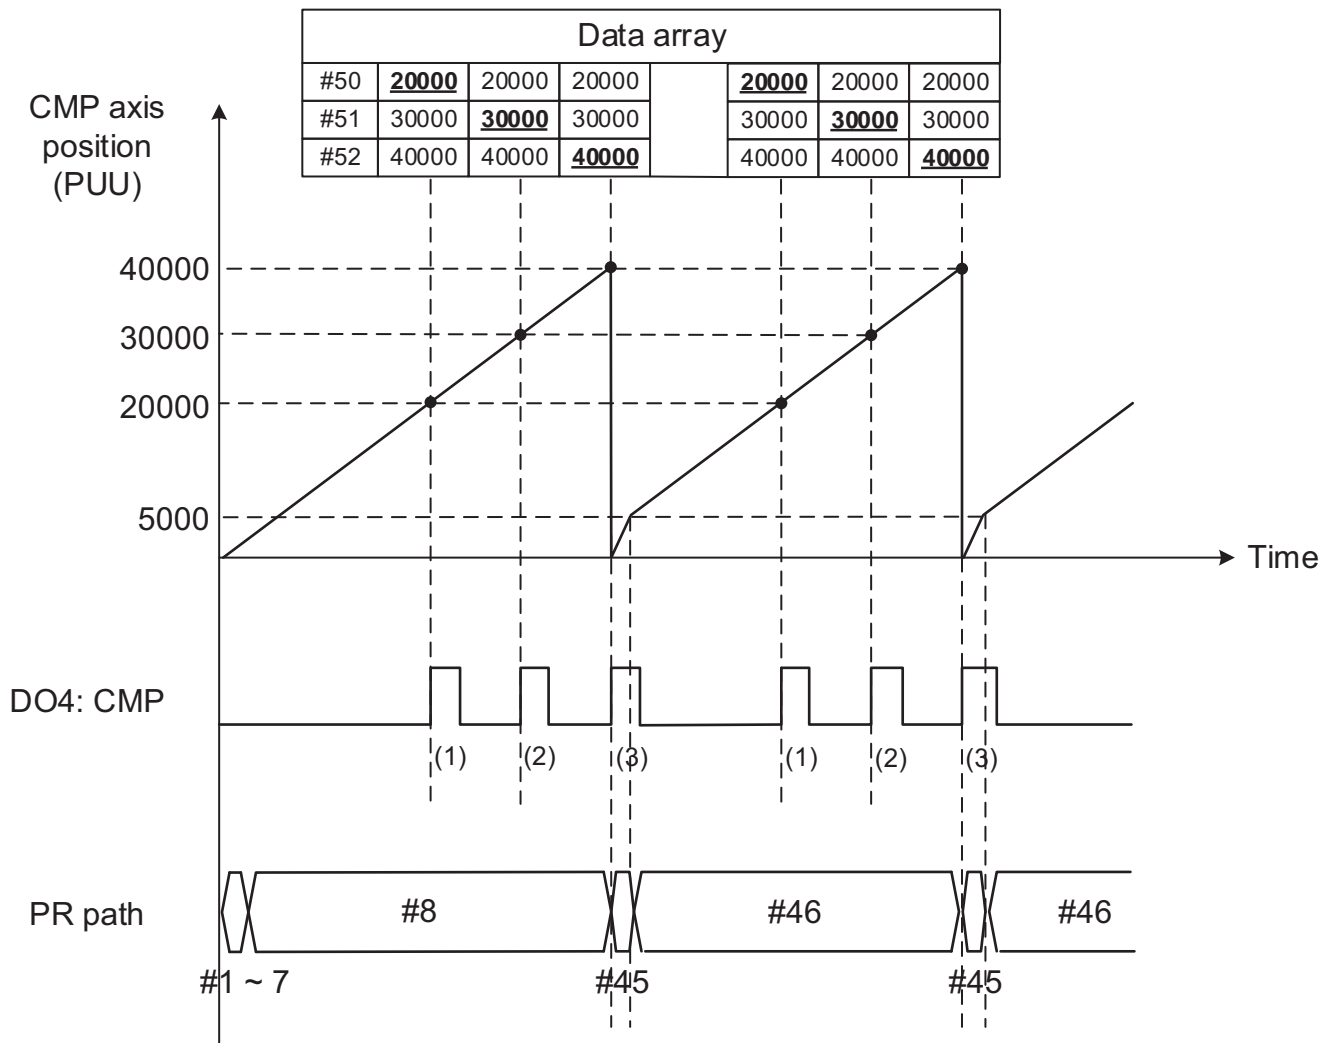 Data array
#50 20000 20000 20000 20000 20000 20000
#51 30000 30000 30000 30000 30000 30000
#52 40000 40000 40000 40000 40000 40000
CMP axis
position
(PUU)
40000
30000
20000
5000
Time
DO4: CMP
(1) (2) (3) (1) (2) (3)
PR path
#8 #46 #46
#1 ~ 7 #45 #45